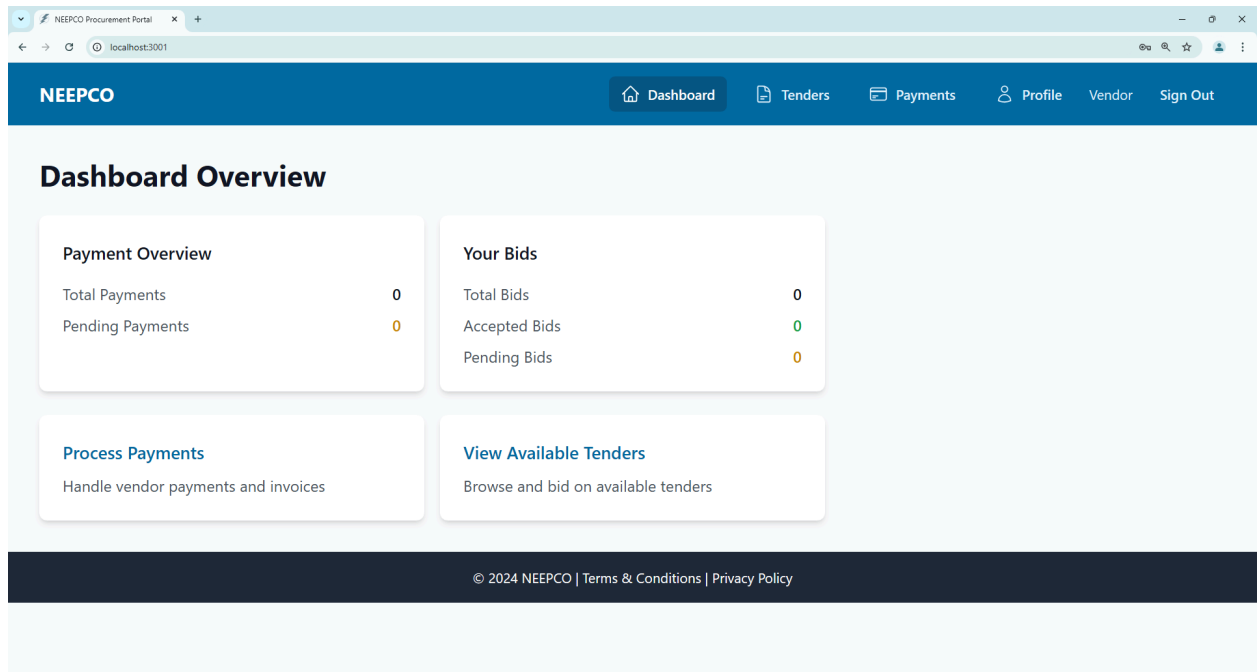 NEEPCO Procurement Portal
localhost:3001
NEEPCO Dashboard Tenders Payments Profile Vendor Sign Out
Dashboard Overview
Payment Overview
Total Payments 0
Pending Payments 0
Your Bids
Total Bids 0
Accepted Bids 0
Pending Bids 0
Process Payments
Handle vendor payments and invoices
View Available Tenders
Browse and bid on available tenders
© 2024 NEEPCO | Terms & Conditions | Privacy Policy